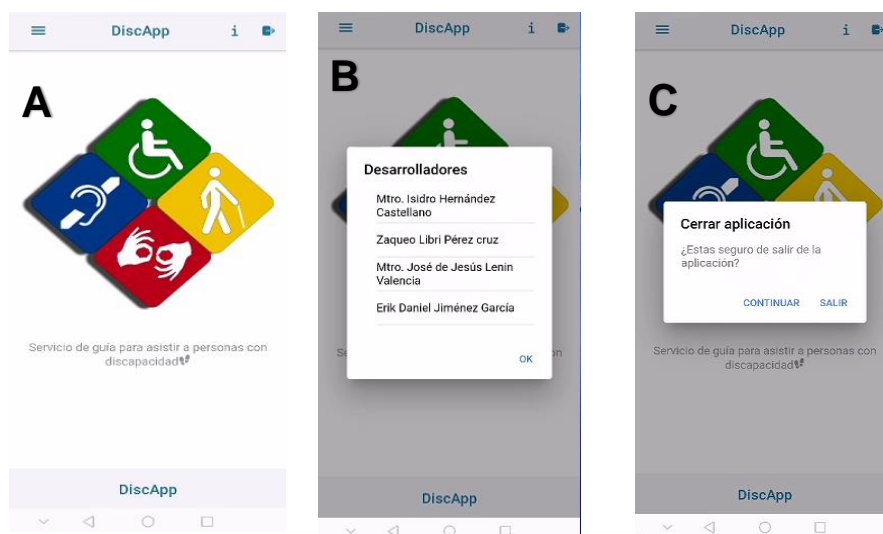 DiscApp
i
A
Servicio de guía para asistir a personas con
discapacidad
DiscApp
DiscApp
i
B
Desarrolladores
Mtro. Isidro Hernández
Castellano
Zaqueo Libri Pérez cruz
Mtro. José de Jesús Lenin
Valencia
Erik Daniel Jiménez García
OK
DiscApp
DiscApp
i
C
Cerrar aplicación
¿Estas seguro de salir de la
aplicación?
CONTINUAR SALIR
Servicio de guía para asistir a personas con
discapacidad
DiscApp